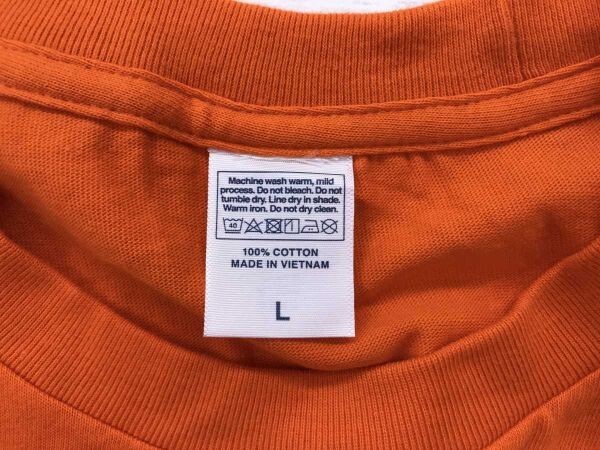 Machine wash warm, mild
process. Do not bleach. Do not
tumble dry. Line dry in shade.
Warm iron. Do not dry clean.
40
100% COTTON
MADE IN VIETNAM
L